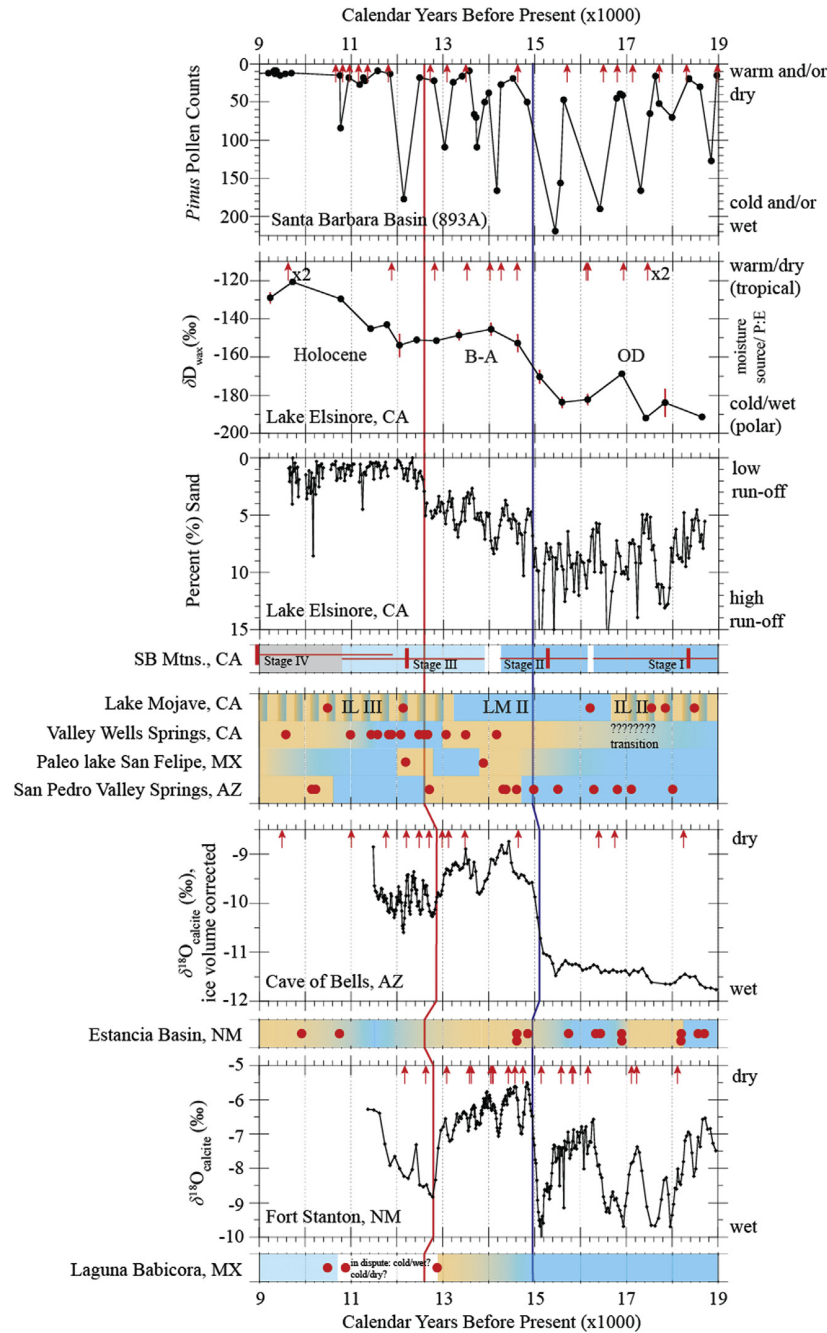 Calendar Years Before Present (x1000)
9 11 13 15 17 19
0
50
100
150
200
Pinus Pollen Counts
warm and/or
dry
cold and/or
wet
Santa Barbara Basin (893A)
-120
-140
-160
-180
-200
δD wax (‰)
x2
x2
warm/dry
(tropical)
moisture
source/ P:E
Holocene
B-A
OD
cold/wet
(polar)
Lake Elsinore, CA
0
5
10
15
Percent (%) Sand
low
run-off
high
run-off
Lake Elsinore, CA
SB Mtns., CA
Stage IV
Stage III
Stage II
Stage I
Lake Mojave, CA
IL III
LM II
IL II
Valley Wells Springs, CA
????????
transition
Paleo lake San Felipe, MX
San Pedro Valley Springs, AZ
-9
-10
-11
-12
δ18O calcite (‰),
ice volume corrected
dry
wet
Cave of Bells, AZ
Estancia Basin, NM
-5
-6
-7
-8
-9
-10
δ18O calcite (‰)
dry
wet
Fort Stanton, NM
Laguna Babicora, MX
in dispute: cold/wet?
cold/dry?
9 11 13 15 17 19
Calendar Years Before Present (x1000)